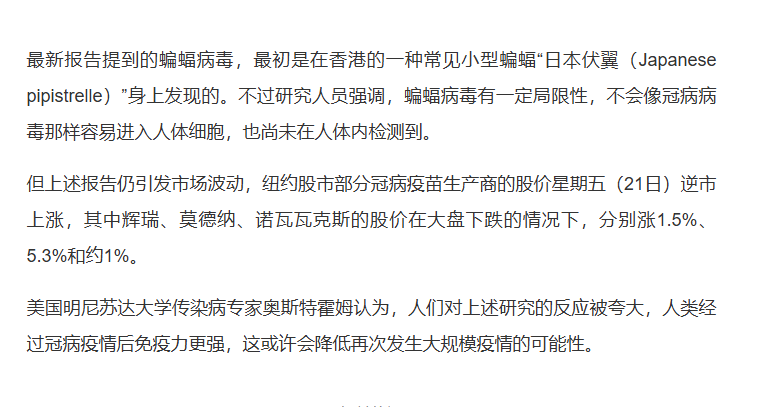 最新报告提到的蝙蝠病毒，最初是在香港的一种常见小型蝙蝠“日本伏翼（Japanese
pipistrelle）”身上发现的。不过研究人员强调，蝙蝠病毒有一定局限性，不会像冠病病
毒那样容易进入人体细胞，也尚未在人体内检测到。
但上述报告仍引发市场波动，纽约股市部分冠病疫苗生产商的股价星期五（21日）逆市
上涨，其中辉瑞、莫德纳、诺瓦瓦克斯的股价在大盘下跌的情况下，分别涨1.5%、
5.3%和约1%。
美国明尼苏达大学传染病专家奥斯特霍姆认为，人们对上述研究的反应被夸大，人类经
过冠病疫情后免疫力更强，这或许会降低再次发生大规模疫情的可能性。